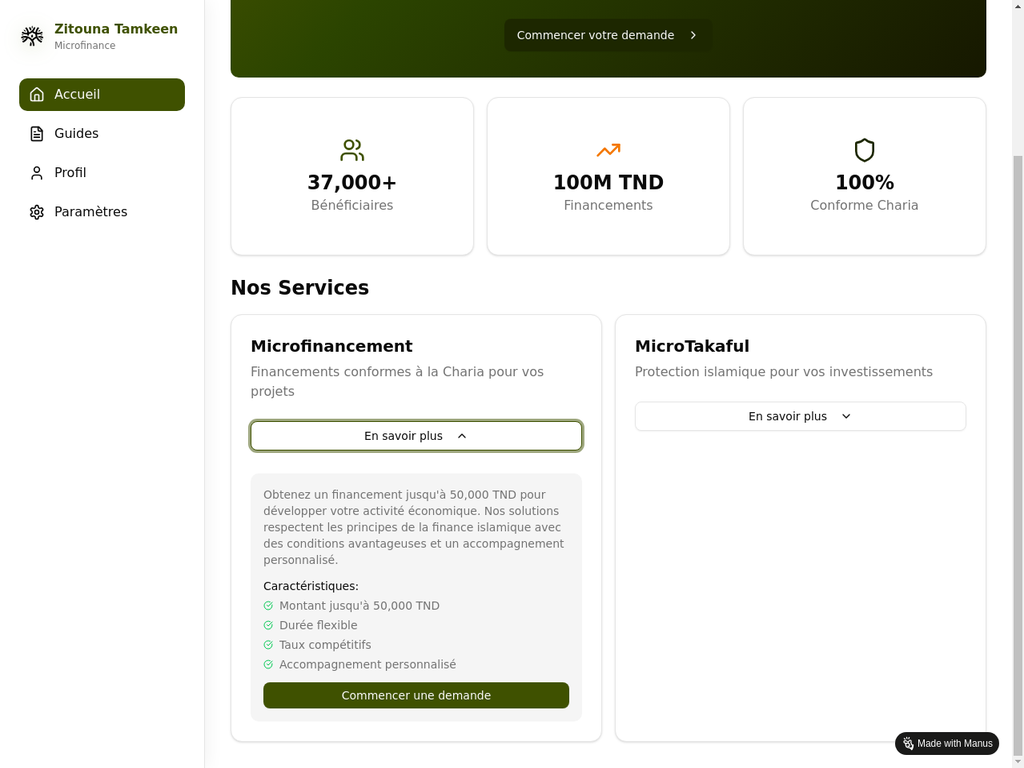 Zitouna Tamkeen
Microfinance
Accueil
Guides
Profil
Paramètres
Commencer votre demande
37,000+
Bénéficiaires
100M TND
Financements
100%
Conforme Charia
Nos Services
Microfinancement
Financements conformes à la Charia pour vos
projets
En savoir plus
Obtenez un financement jusqu'à 50,000 TND pour
développer votre activité économique. Nos solutions
respectent les principes de la finance islamique avec
des conditions avantageuses et un accompagnement
personnalisé.
Caractéristiques:
Montant jusqu'à 50,000 TND
Durée flexible
Taux compétitifs
Accompagnement personnalisé
Commencer une demande
MicroTakaful
Protection islamique pour vos investissements
En savoir plus
Made with Manus